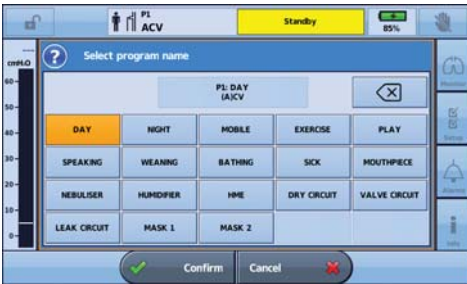 P1
ACV
Standby
85%
cmH2O
Select program name
60
P1: DAY
(A)CV
Monitor
50
DAY
NIGHT
MOBILE
EXERCISE
PLAY
40
Setup
30
SPEAKING
WEANING
BATHING
SICK
MOUTHPIECE
20
NEBULISER
HUMIDIFIER
HME
DRY CIRCUIT
VALVE CIRCUIT
Alarms
10
LEAK CIRCUIT
MASK 1
MASK 2
0
Info
Confirm
Cancel